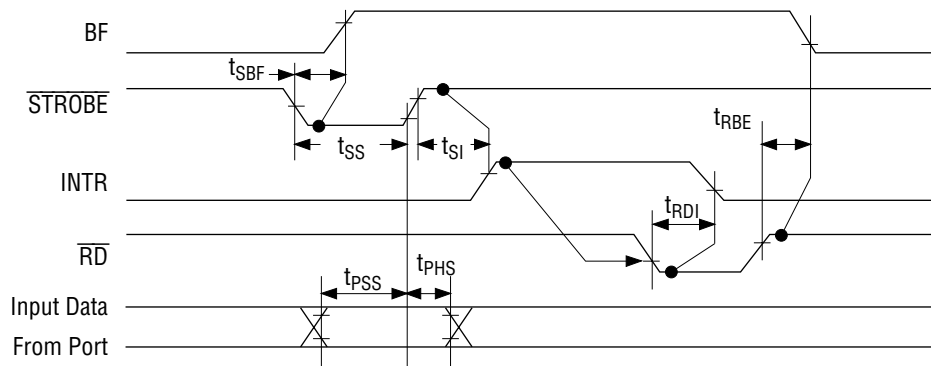 BF
tSBF
STROBE
tRBE
tSS
tSI
INTR
tRDI
RD
tPSS
tPHS
Input Data
From Port